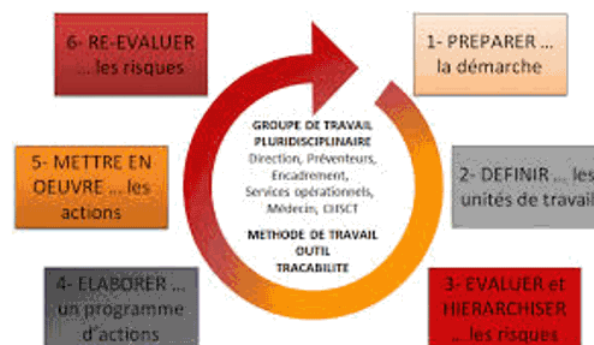 6- RE-EVALUER
... les risques
1- PREPARER ...
la démarche
GROUPE DE TRAVAIL
PLURIDISCIPLINAIRE
Direction, Préventeurs,
Encadrement,
Services opérationnels,
Médecin, CHSCT
METHODE DE TRAVAIL
OUTIL
TRACABILITE
5- METTRE EN
OEUVRE ... les
actions
2- DEFINIR ... les
unités de travail
4- ELABORER ...
un programme
d'actions
3- EVALUER et
HIERARCHISER
... les risques